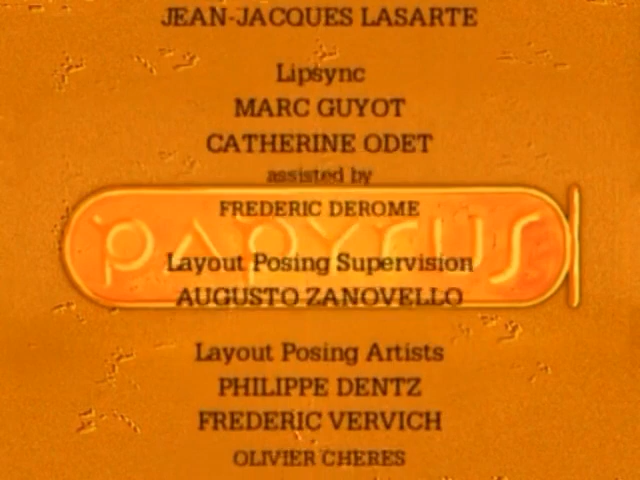 JEAN-JACQUES LASARTE
Lipsync
MARC GUYOT
CATHERINE ODET
assisted by
FREDERIC DEROME
PAPYRUS
Layout Posing Supervision
AUGUSTO ZANOVELLO
Layout Posing Artists
PHILIPPE DENTZ
FREDERIC VERVICH
OLIVIER CHERES